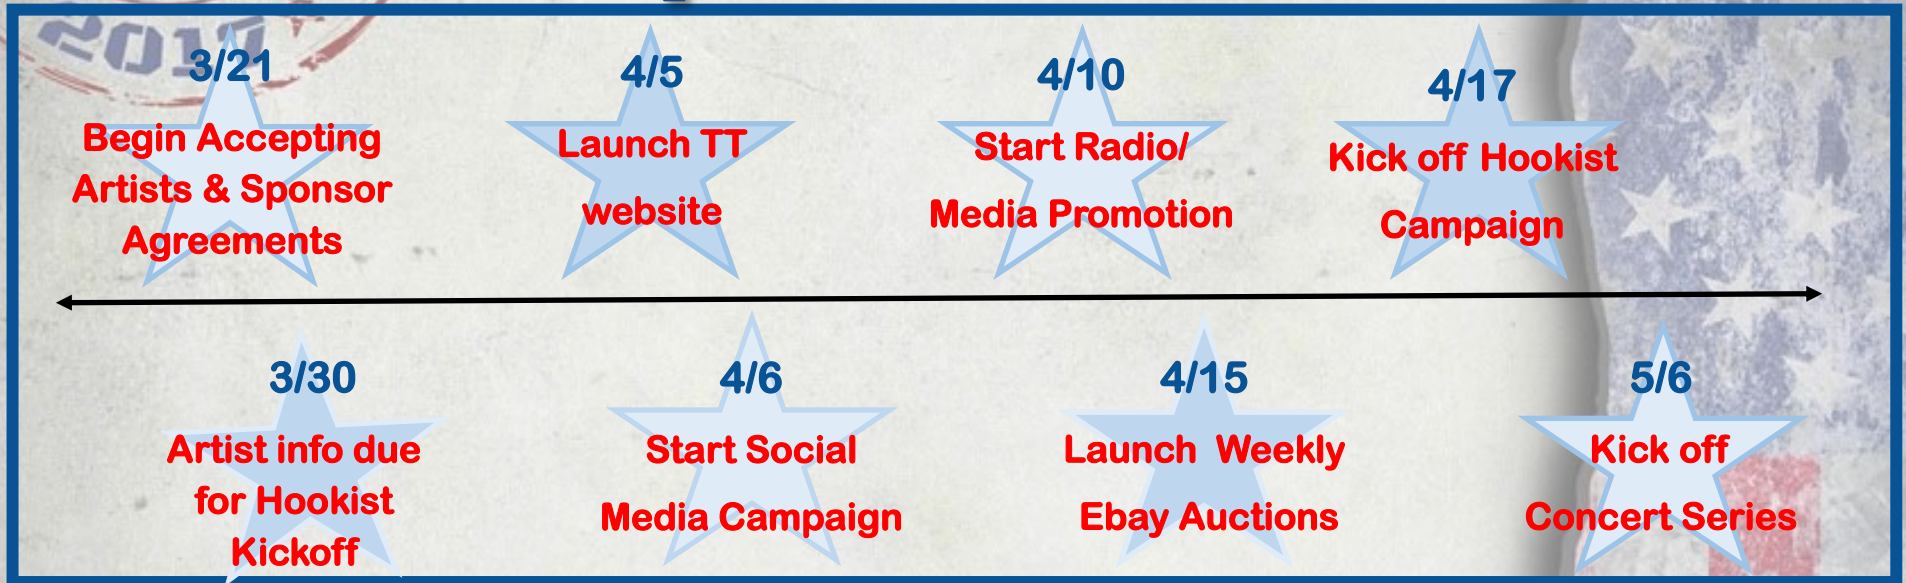 3/21
Begin Accepting
Artists & Sponsor
Agreements
4/5
Launch TT
website
4/10
Start Radio/
Media Promotion
4/17
Kick off Hookist
Campaign
3/30
Artist info due
for Hookist
Kickoff
4/6
Start Social
Media Campaign
4/15
Launch  Weekly
Ebay Auctions
5/6
Kick off
Concert Series